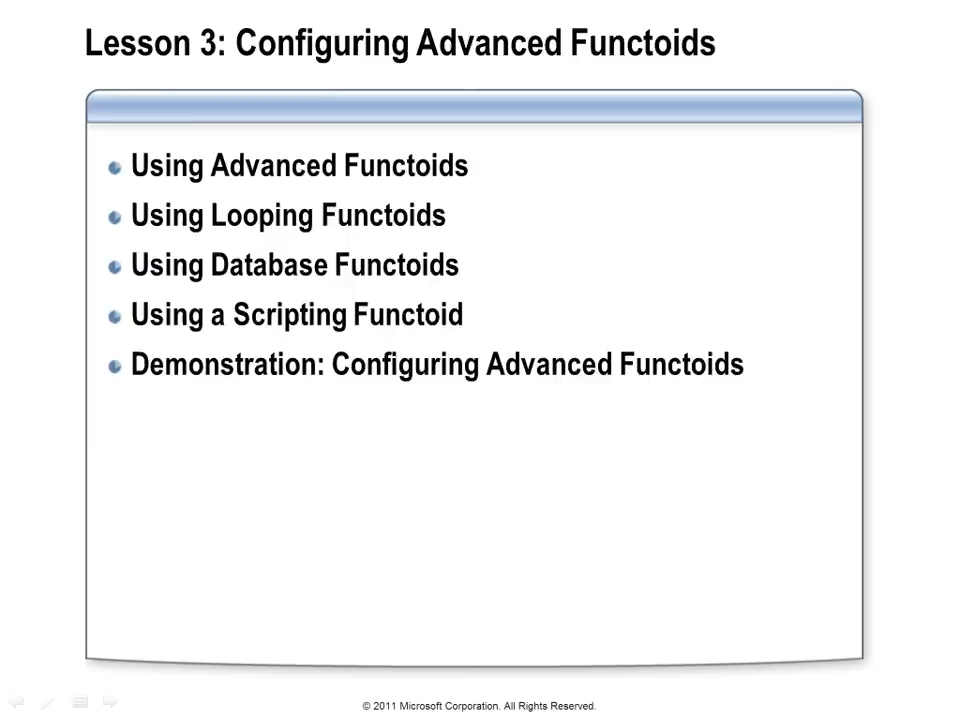 Lesson 3: Configuring Advanced Functoids
Using Advanced Functoids
Using Looping Functoids
Using Database Functoids
Using a Scripting Functoid
Demonstration: Configuring Advanced Functoids
© 2011 Microsoft Corporation. All Rights Reserved.